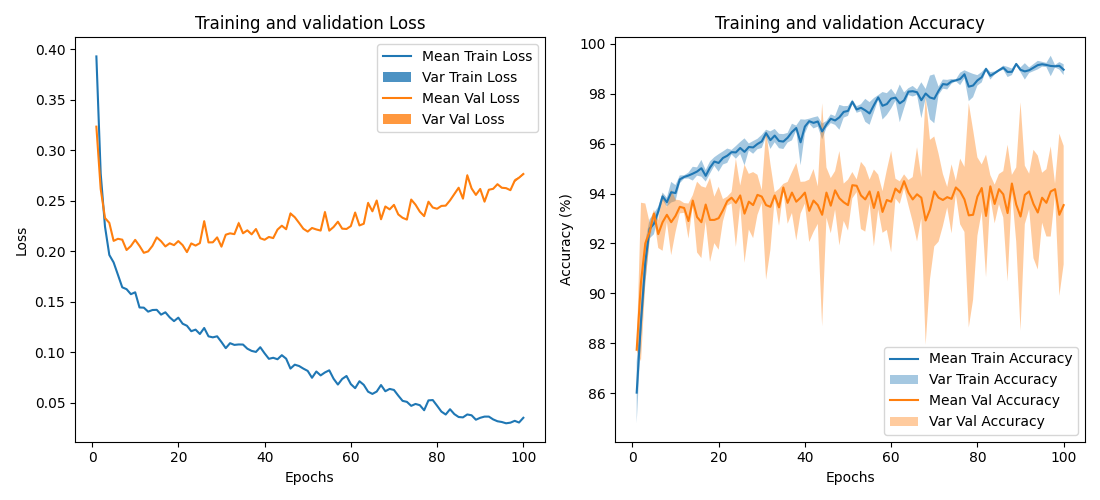 Training and validation Loss
0.40
0.35
0.30
0.25
0.20
0.15
0.10
0.05
Loss
0
20
40
60
80
100
Epochs
Mean Train Loss
Var Train Loss
Mean Val Loss
Var Val Loss
Training and validation Accuracy
100
98
96
94
92
90
88
86
Accuracy (%)
0
20
40
60
80
100
Epochs
Mean Train Accuracy
Var Train Accuracy
Mean Val Accuracy
Var Val Accuracy